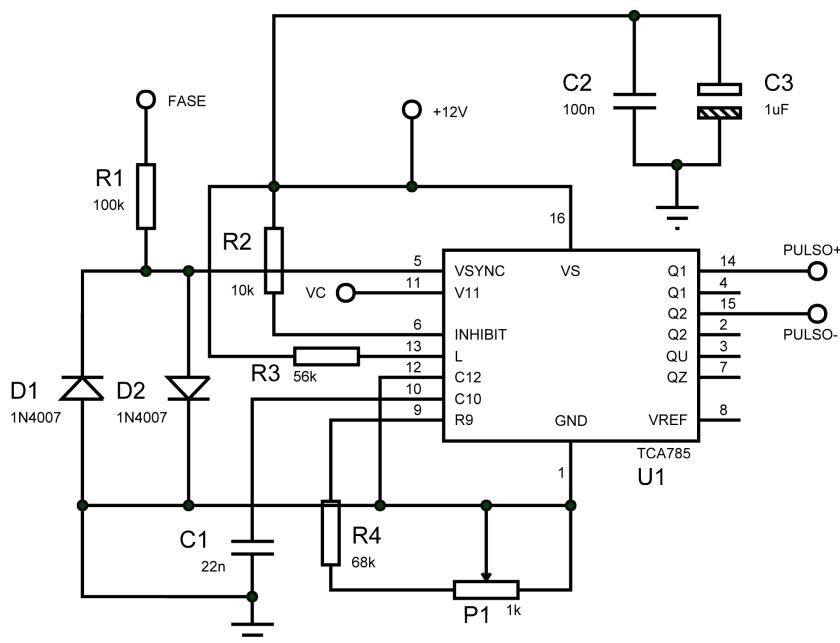 C2
100n
C3
1uF
FASE
+12V
R1
100k
16
R2
10k
5
VSYNC
VS
Q1
14
PULSO+
VC
11
V11
Q1
4
Q2
15
PULSO-
6
INHIBIT
Q2
2
13
L
QU
3
R3
56k
12
C12
QZ
7
D1
1N4007
D2
1N4007
10
C10
9
R9
GND
VREF
8
TCA785
U1
1
C1
22n
R4
68k
P1
1k